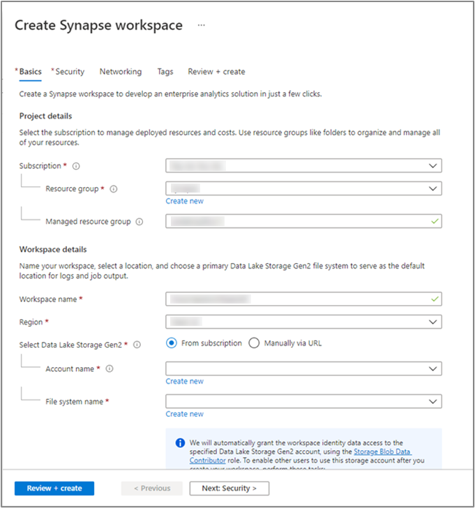 Create Synapse workspace ...
* Basics * Security Networking Tags Review + create
Create a Synapse workspace to develop an enterprise analytics solution in just a few clicks.
Project details
Select the subscription to manage deployed resources and costs. Use resource groups like folders to organize and manage all
of your resources.
Subscription *
Resource group *
Create new
Managed resource group
Workspace details
Name your workspace, select a location, and choose a primary Data Lake Storage Gen2 file system to serve as the default
location for logs and job output.
Workspace name *
Region *
Select Data Lake Storage Gen2 * From subscription Manually via URL
Account name *
Create new
File system name *
Create new
We will automatically grant the workspace identity data access to the
specified Data Lake Storage Gen2 account, using the Storage Blob Data
Contributor role. To enable other users to use this storage account after you
create your workspace, perform these tasks:
Review + create < Previous Next: Security >